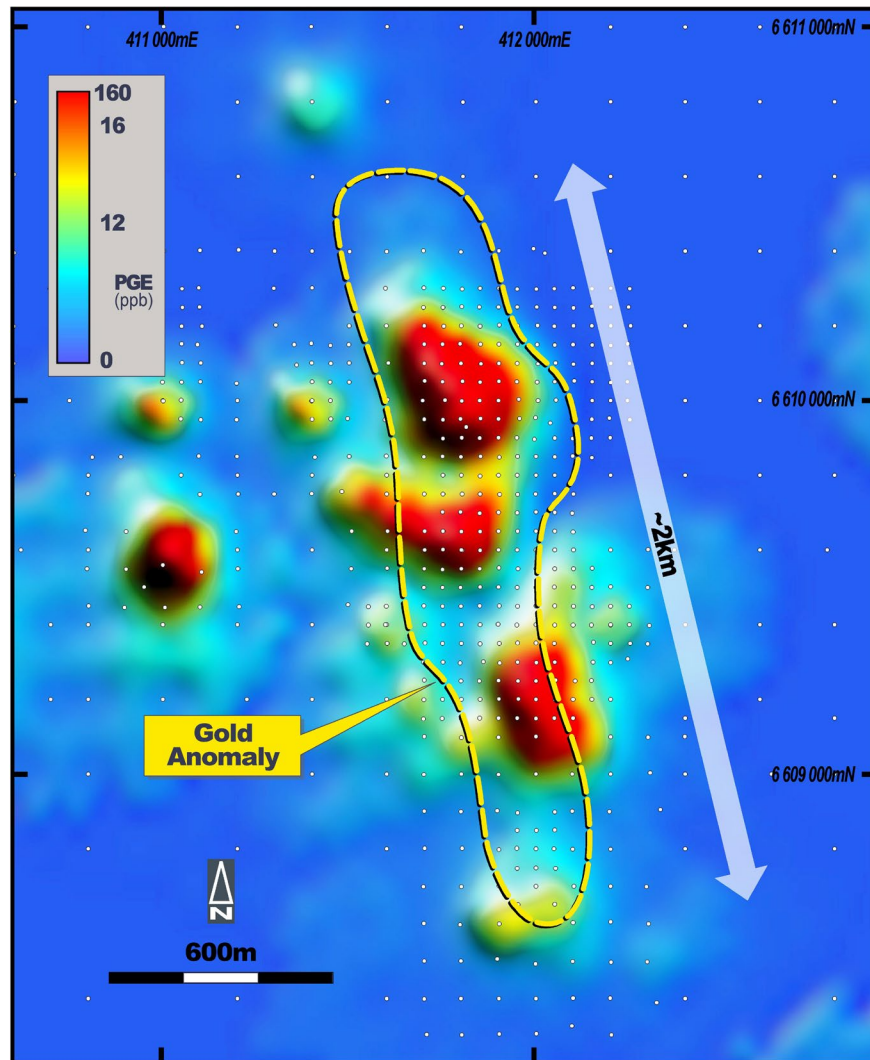 411 000mE
412 000mE
6 611 000mN
160
16
12
PGE
(ppb)
0
6 610 000mN
~2km
Gold
Anomaly
6 609 000mN
N
600m